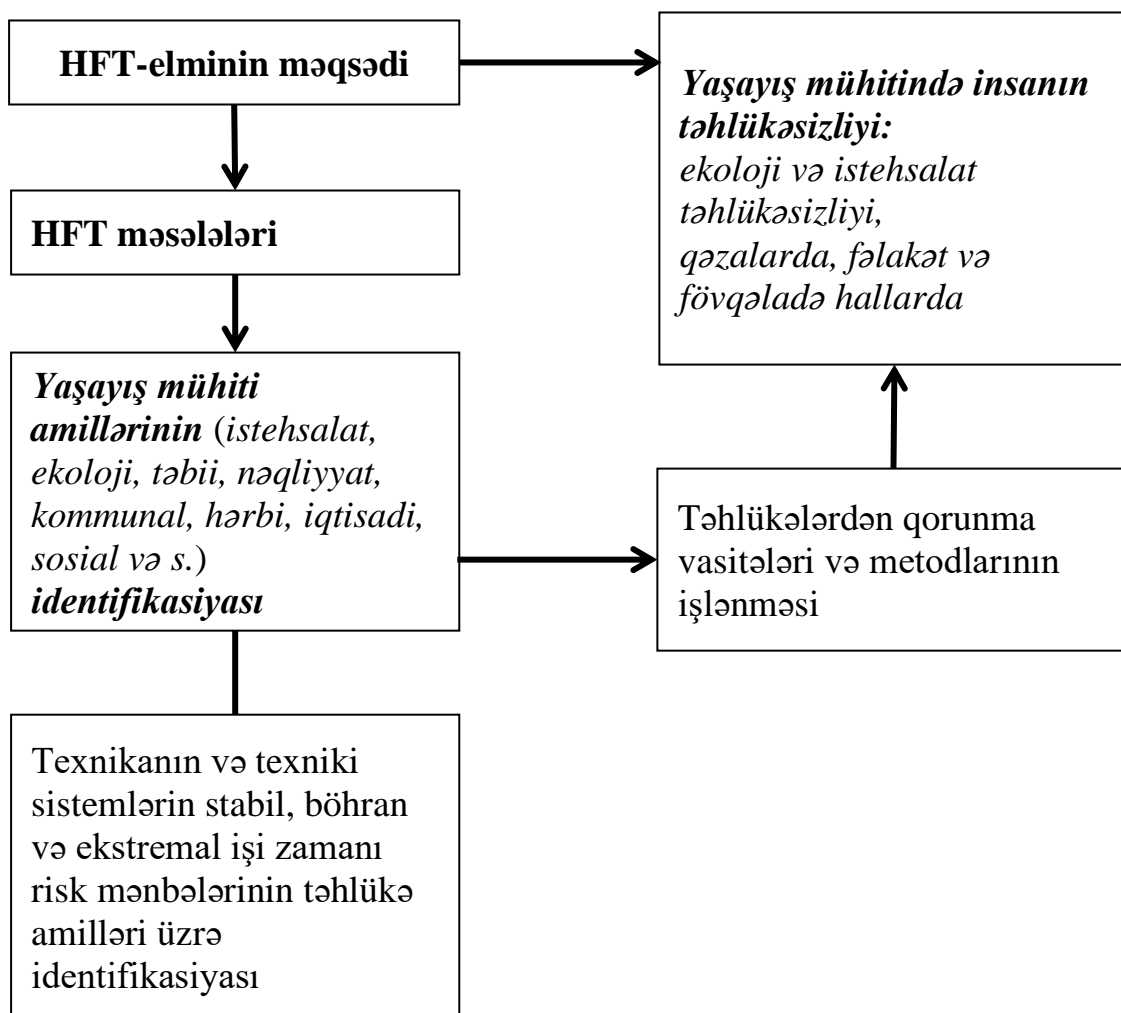 HFT-elminin məqsədi
HFT məsələləri
Yaşayış mühiti
amillərinin (istehsalat,
ekoloji, təbii, nəqliyyat,
kommunal, hərbi, iqtisadi,
sosial və s.)
identifikasiyası
Texnikanın və texniki
sistemlərin stabil, böhran
və ekstremal işi zamanı
risk mənbələrinin təhlükə
amilləri üzrə
identifikasiyası
Yaşayış mühitində insanın
təhlükəsizliyi:
ekoloji və istehsalat
təhlükəsizliyi,
qəzalarda, fəlakət və
fövqəladə hallarda
Təhlükələrdən qorunma
vasitələri və metodlarının
işlənməsi